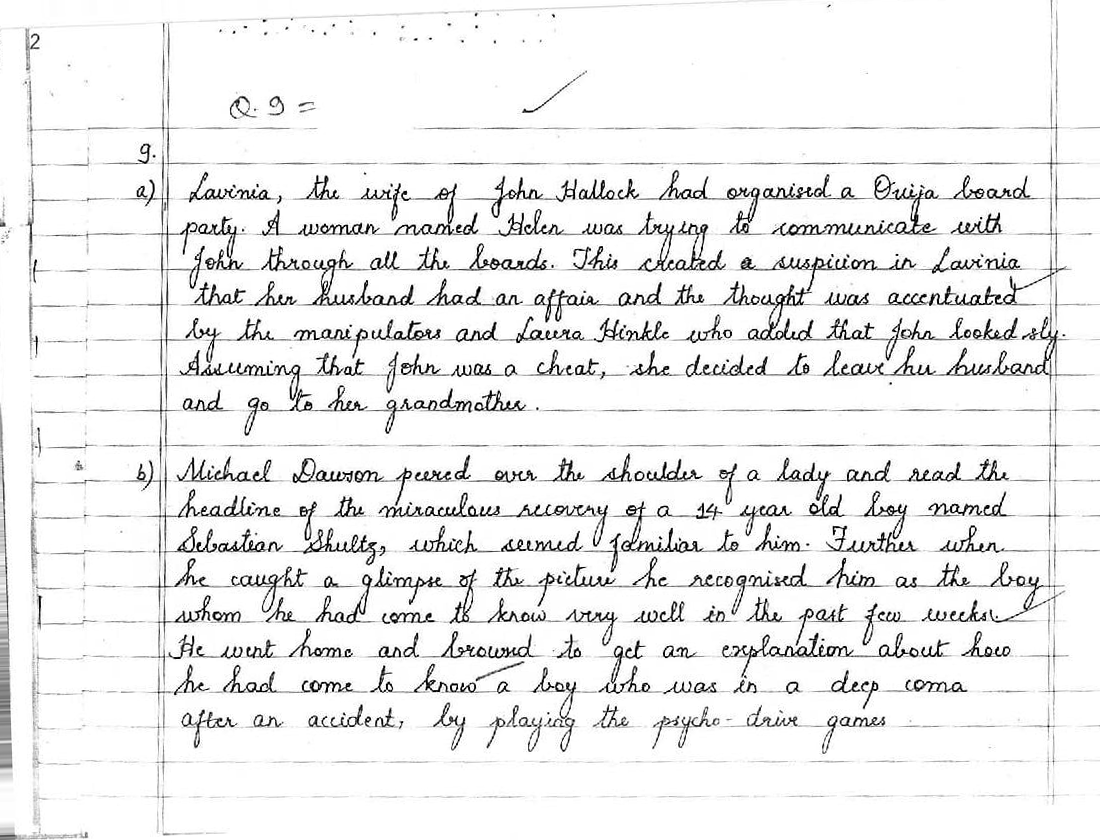 2
Q.9 =
9.
a) Lavinia, the wife of John Hallock had organised a Ouija board
party. A woman named Helen was trying to communicate with
John through all the boards. This created a suspicion in Lavinia
that her husband had an affair and the thought was accentuated
by the manipulators and Laura Hinkle who added that John looked sly.
Assuming that John was a cheat, she decided to leave her husband
and go to her grandmother.
b) Michael Dawson peered over the shoulder of a lady and read the
headline of the miraculous recovery of a 14 year old boy named
Sebastian Shultz, which seemed familiar to him. Further when
he caught a glimpse of the picture he recognised him as the boy
whom he had come to know very well in the past few weeks.
He went home and browsed to get an explanation about how
he had come to know a boy who was in a deep coma
after an accident, by playing the psycho-drive games